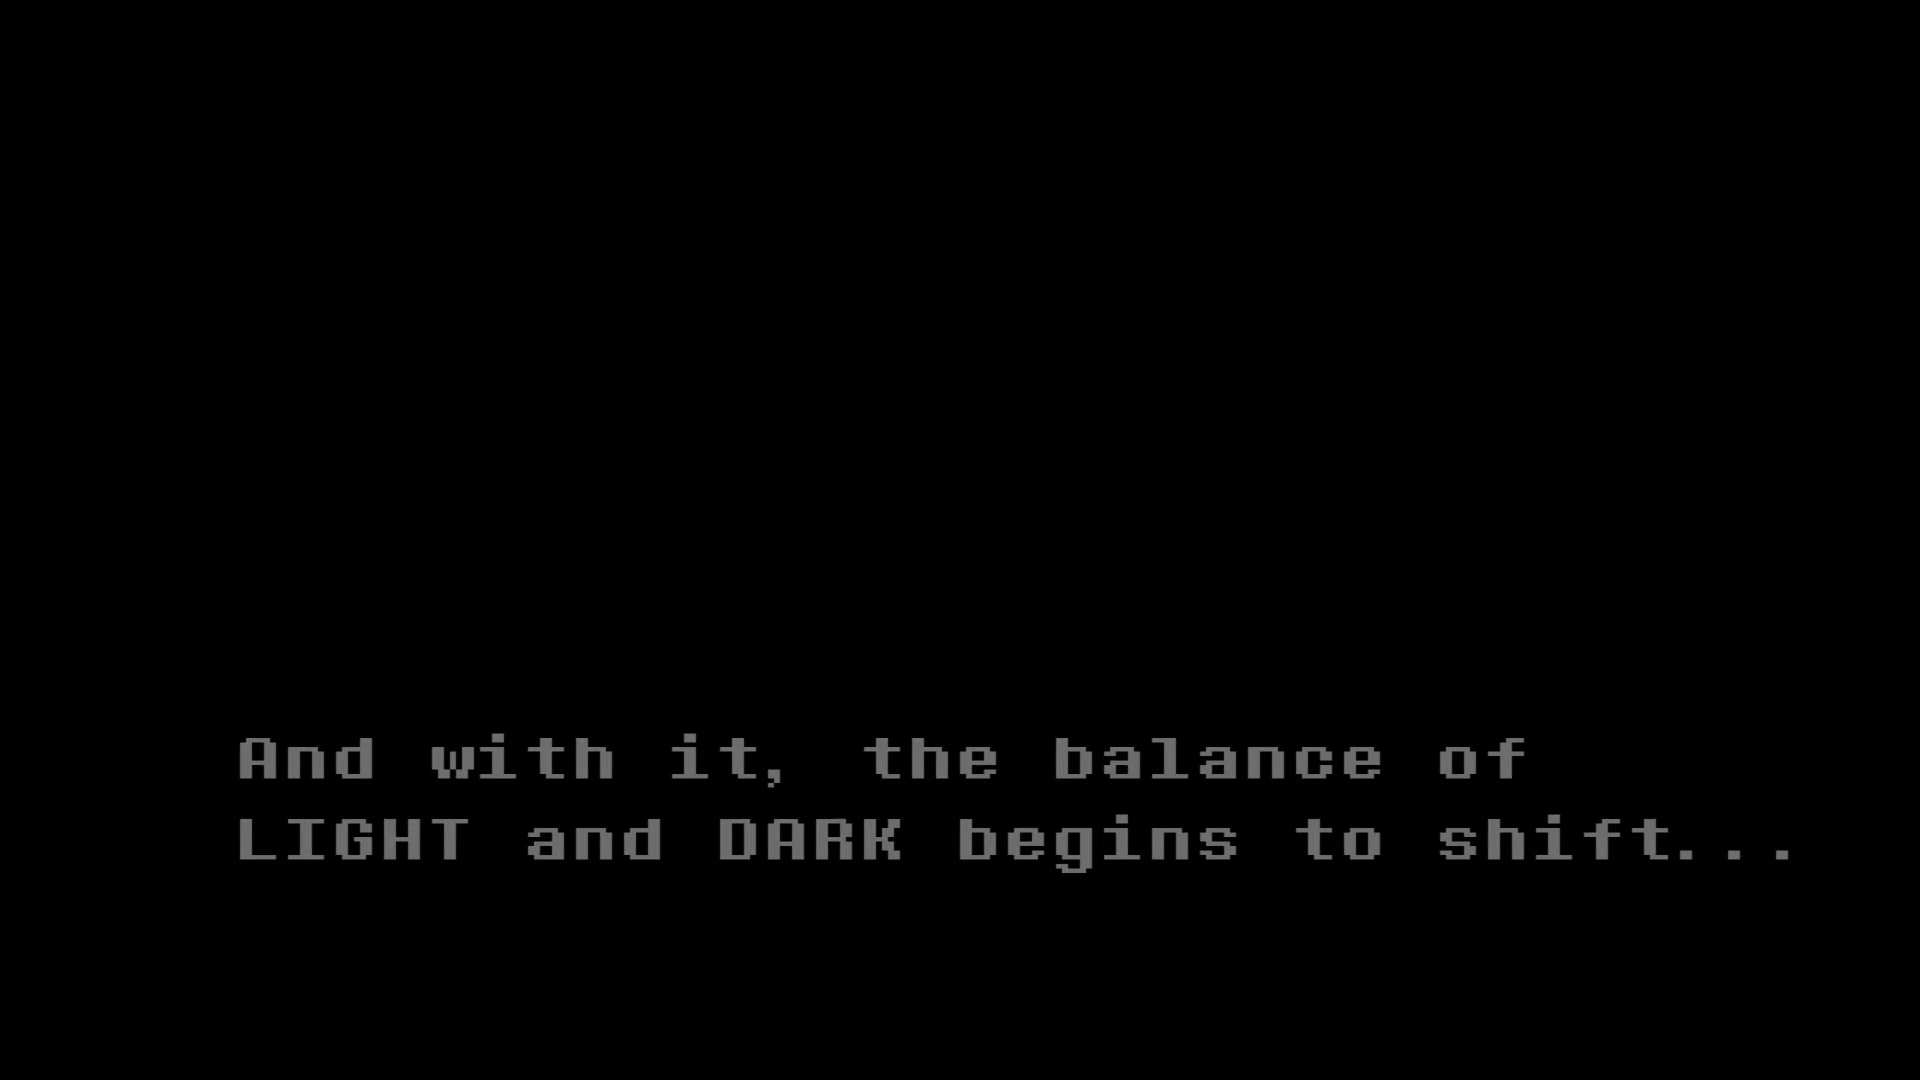 And with it, the balance of
LIGHT and DARK begins to shift...